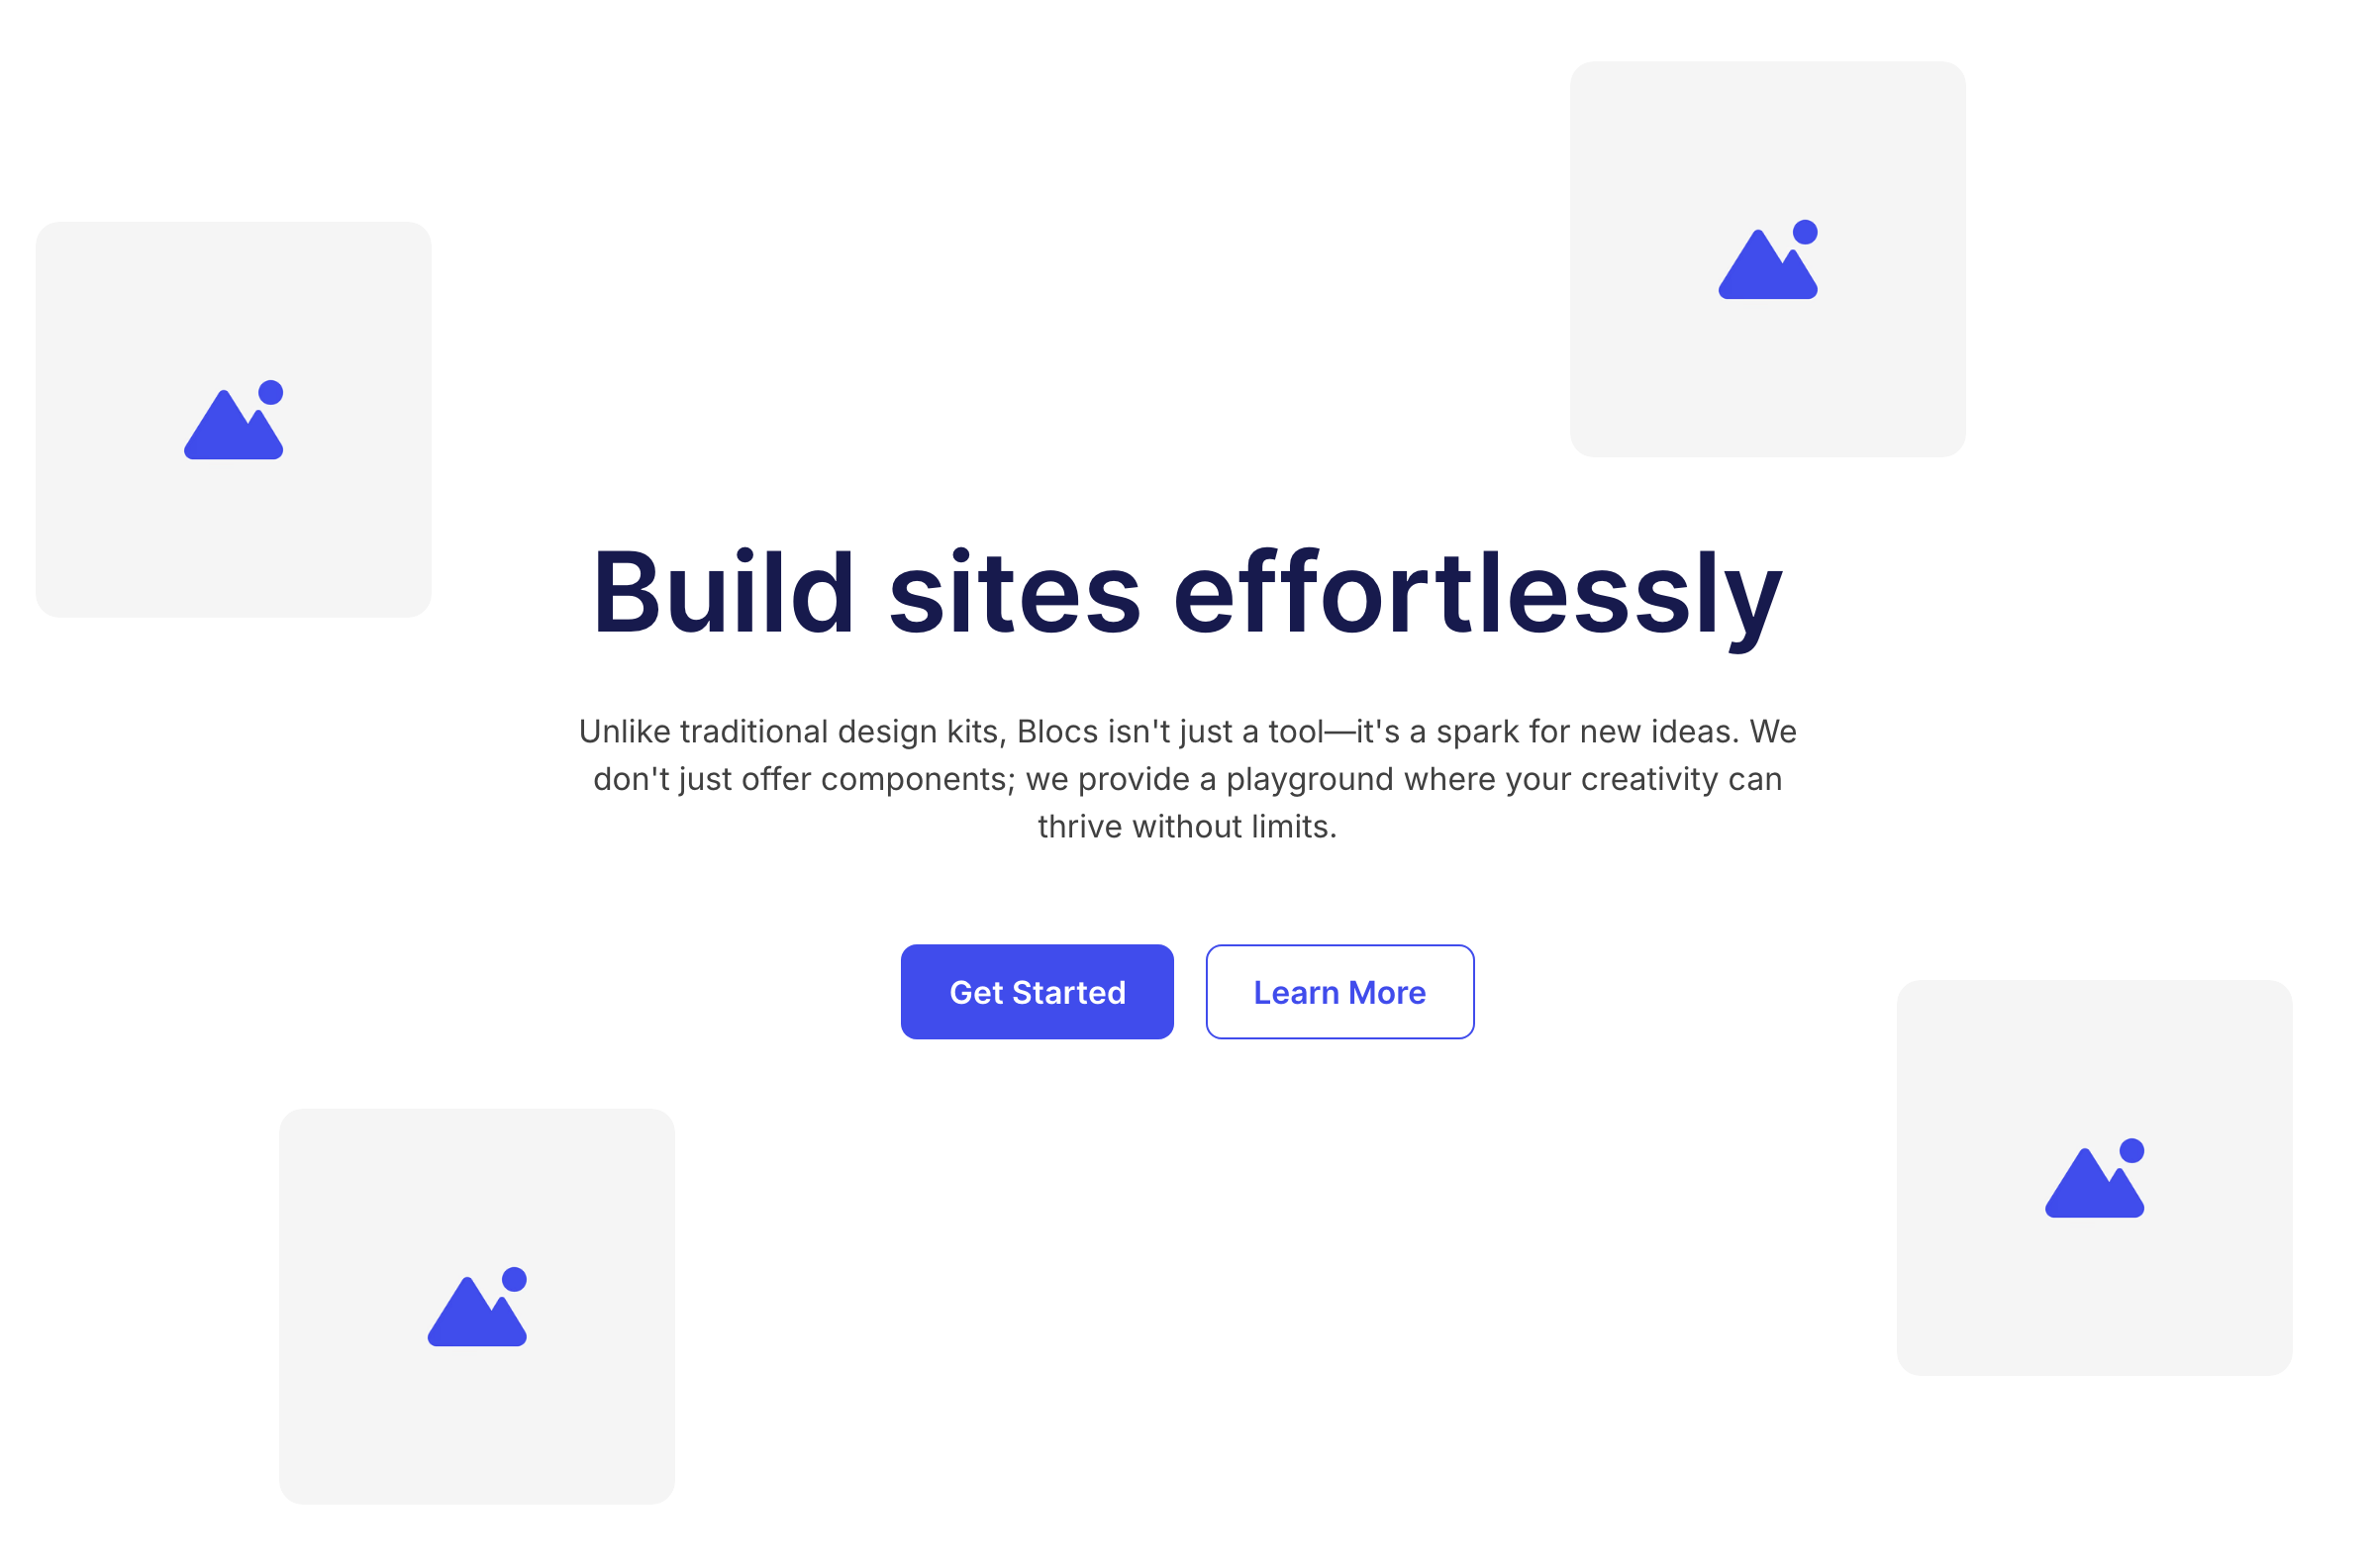 Build sites effortlessly
Unlike traditional design kits, Blocs isn't just a tool—it's a spark for new ideas. We
don't just offer components; we provide a playground where your creativity can
thrive without limits.
Get Started
Learn More